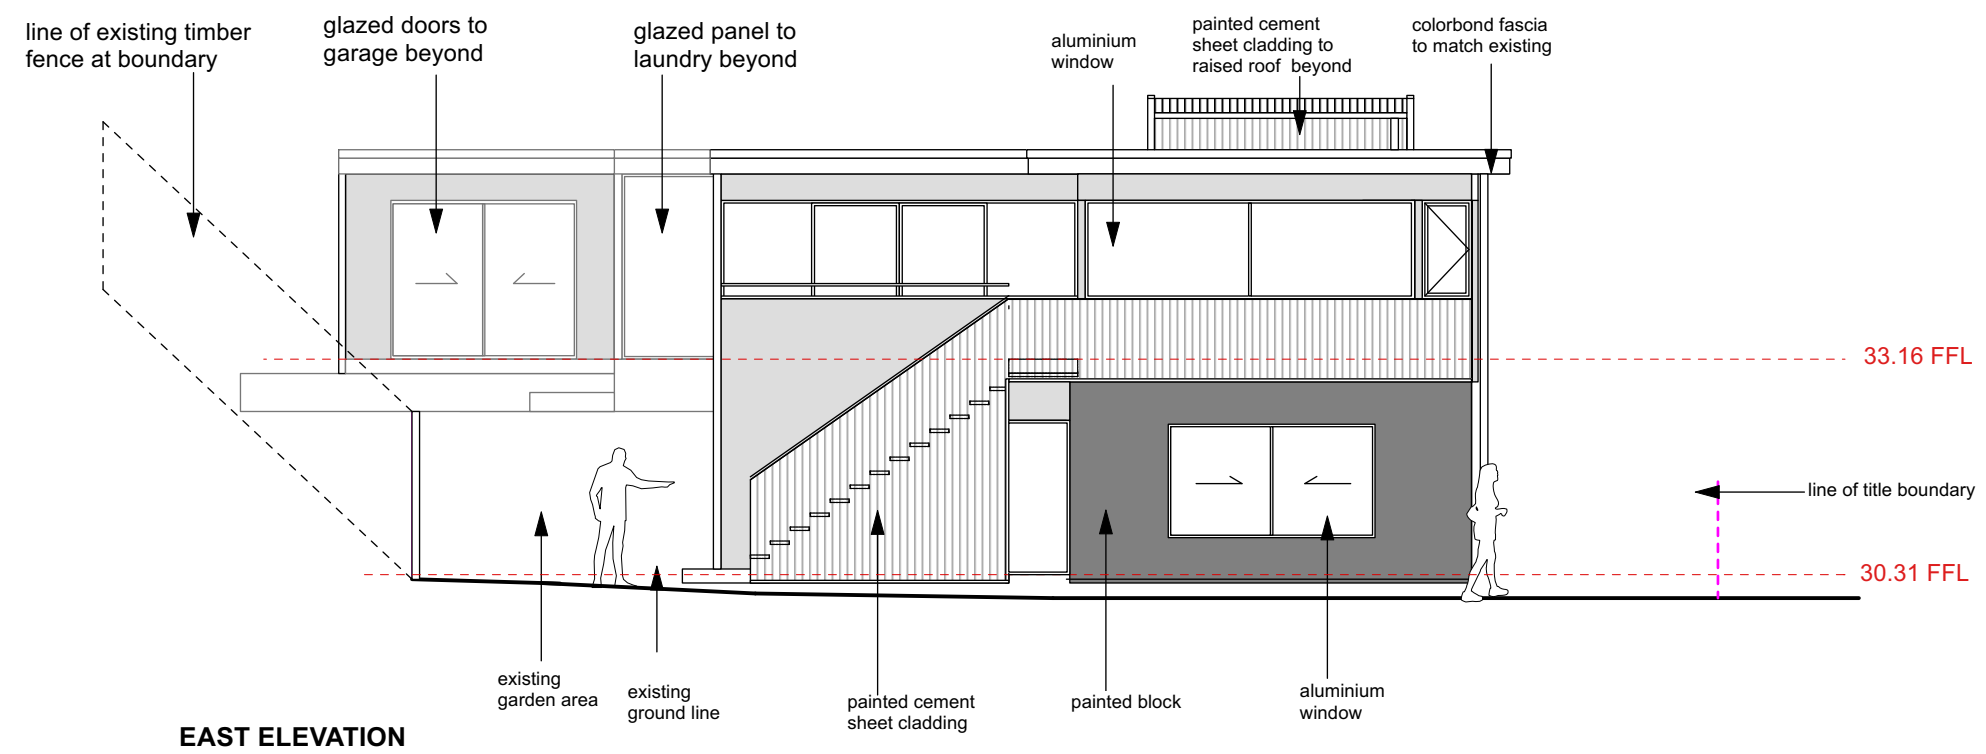 line of existing timber
fence at boundary
glazed doors to
garage beyond
glazed panel to
laundry beyond
aluminium
window
painted cement
sheet cladding to
raised roof beyond
colorbond fascia
to match existing
33.16 FFL
line of title boundary
30.31 FFL
existing
garden area
existing
ground line
painted cement
sheet cladding
painted block
aluminium
window
EAST ELEVATION